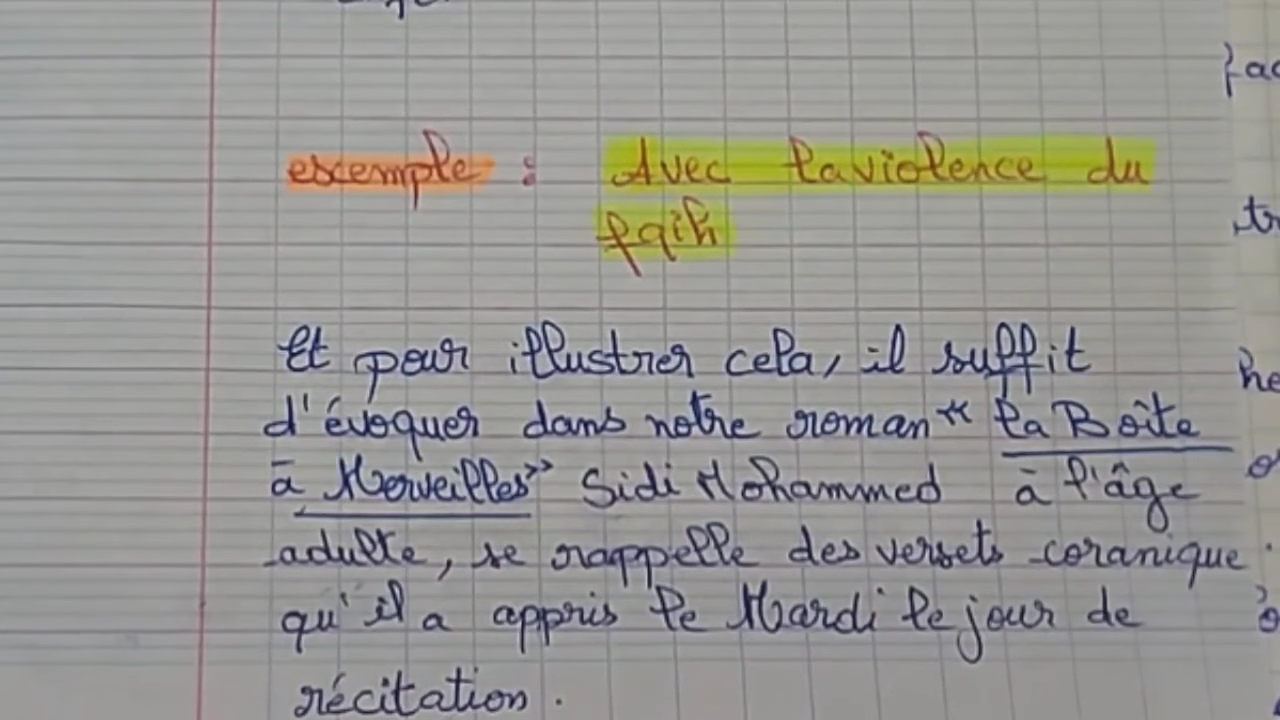 exemple : Avec la violence du
fqih
Et pour illustrer cela, il suffit
d'évoquer dans notre roman "la Boîte
à Merveilles" Sidi Mohammed à l'âge
adulte, se rappelle des versets coranique
qu'il a appris le Mardi le jour de
récitation.